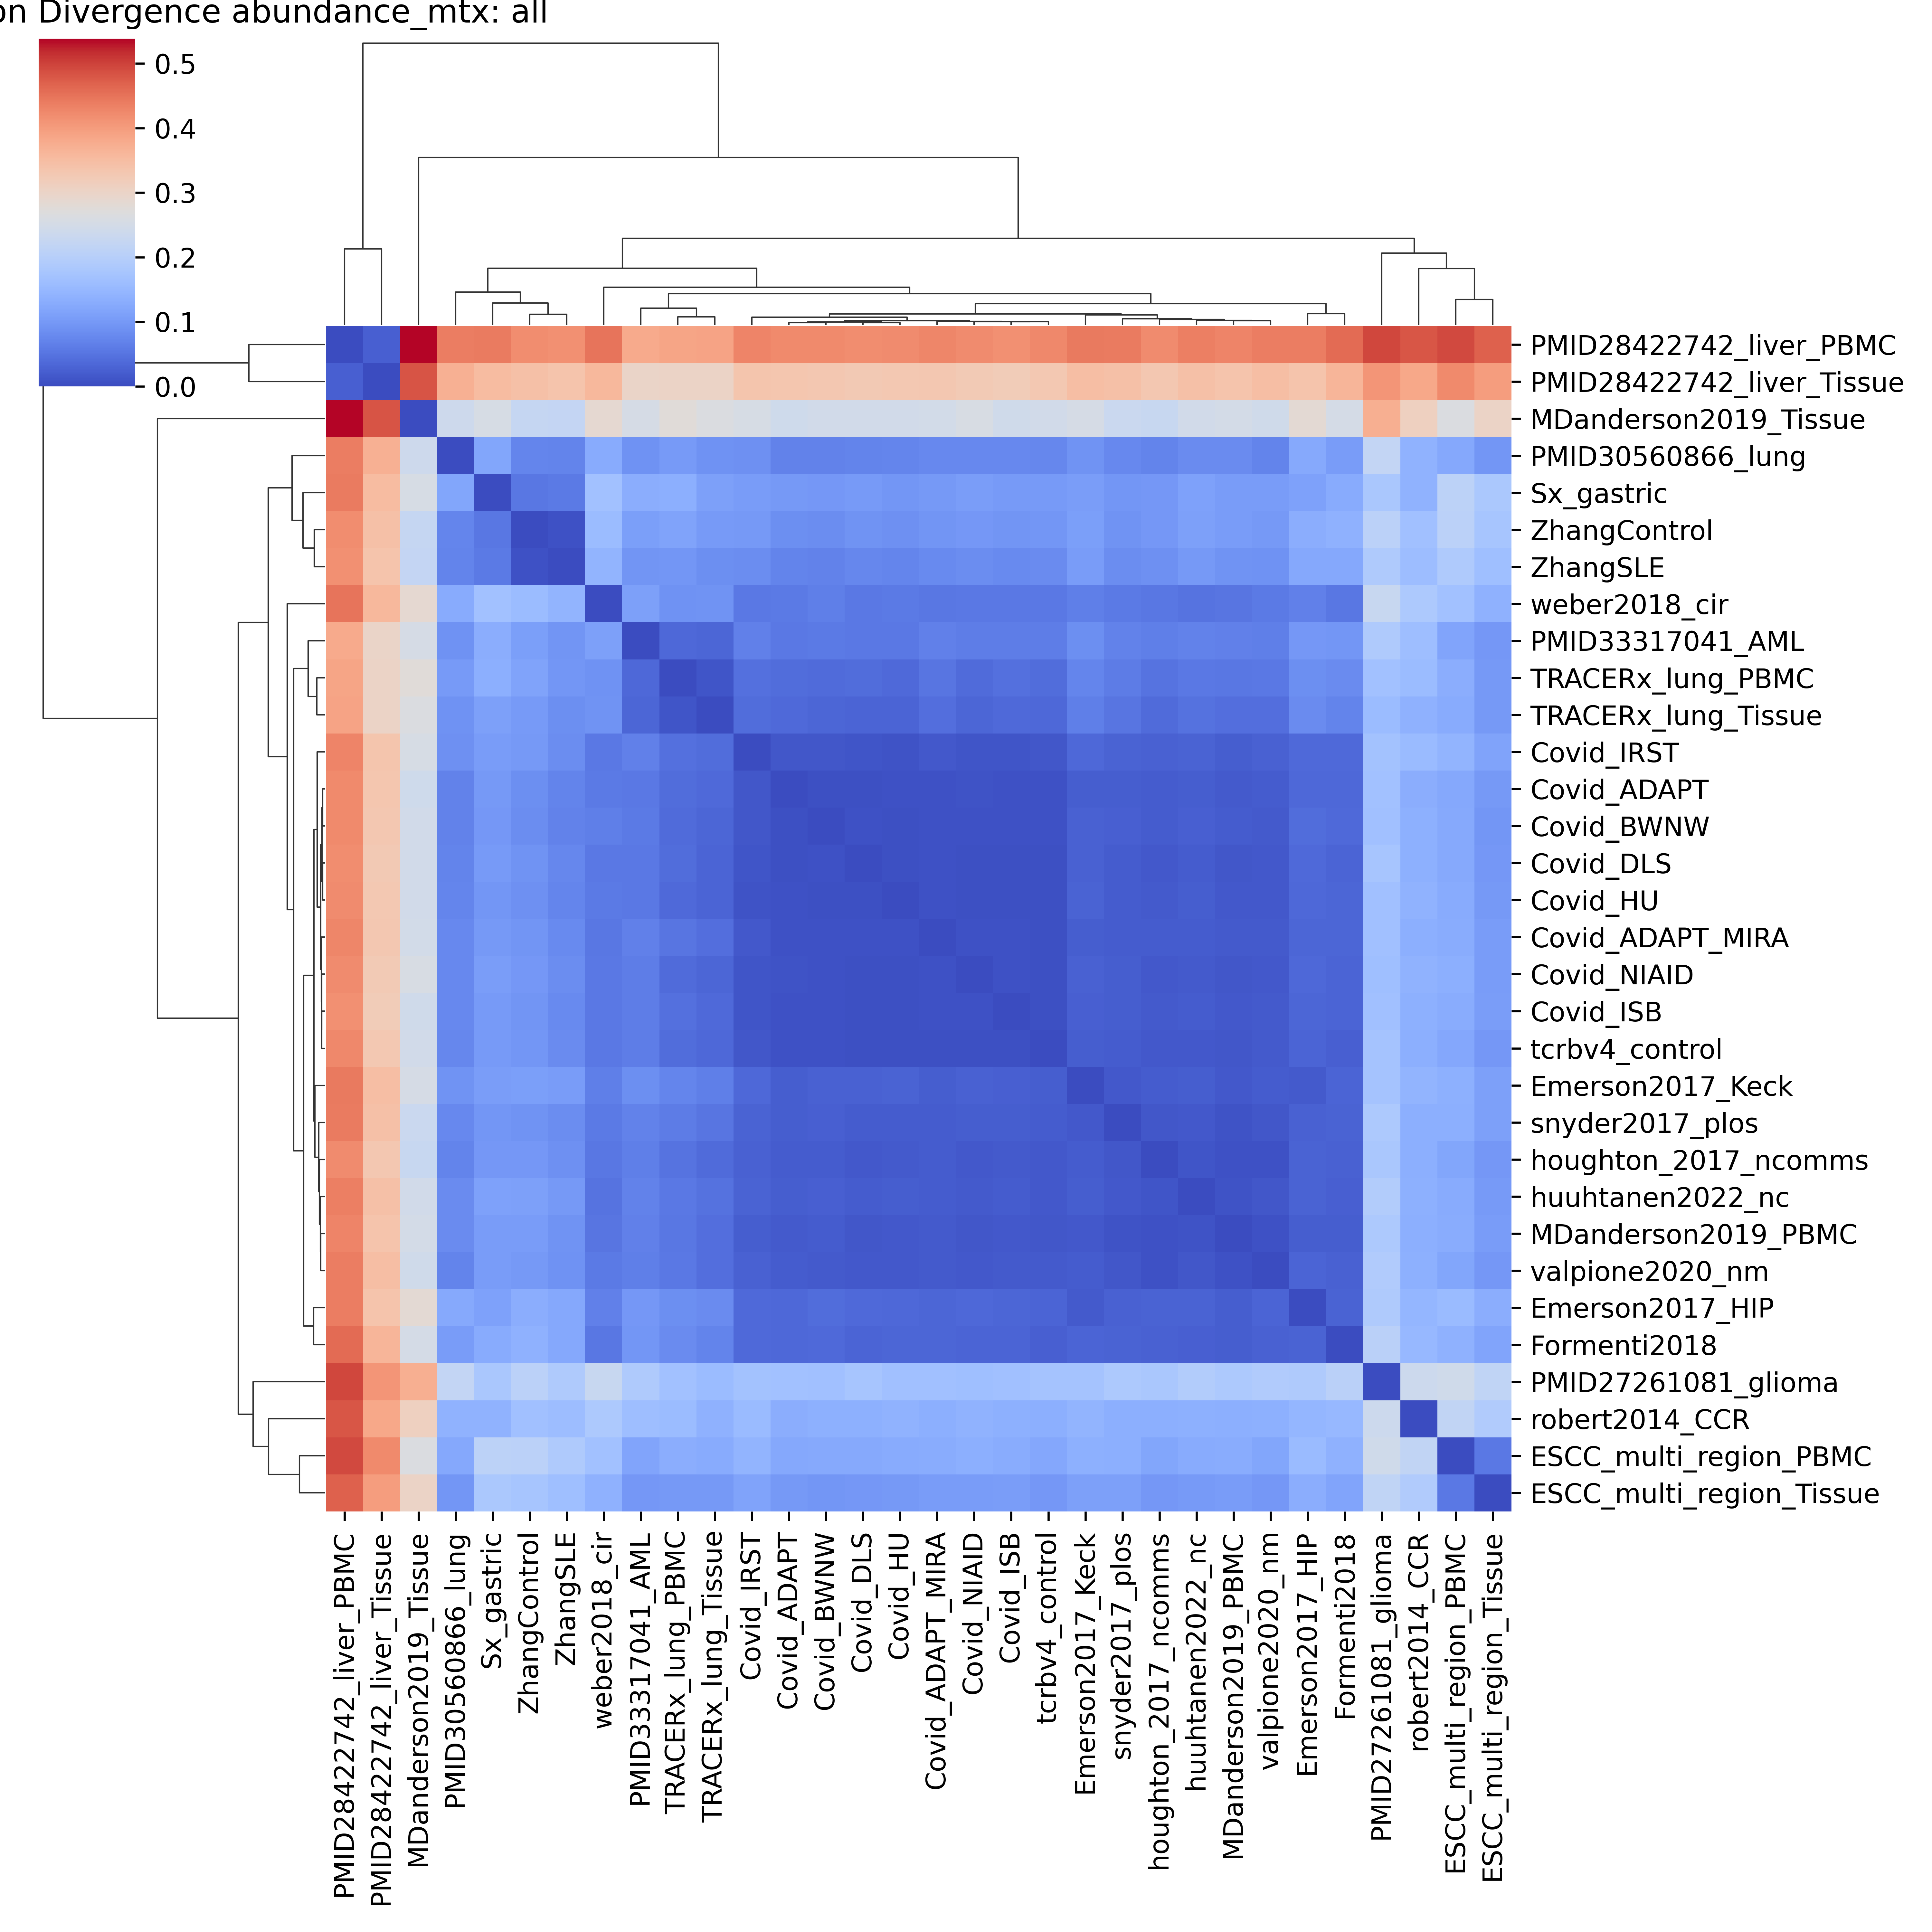 on Divergence abundance_mtx: all
0.5
0.4
0.3
0.2
0.1
0.0
PMID28422742_liver_PBMC
PMID28422742_liver_Tissue
MDanderson2019_Tissue
PMID30560866_lung
Sx_gastric
ZhangControl
ZhangSLE
weber2018_cir
PMID33317041_AML
TRACERx_lung_PBMC
TRACERx_lung_Tissue
Covid_IRST
Covid_ADAPT
Covid_BWNW
Covid_DLS
Covid_HU
Covid_ADAPT_MIRA
Covid_NIAID
Covid_ISB
tcrbv4_control
Emerson2017_Keck
snyder2017_plos
houghton_2017_ncomms
huuhtanen2022_nc
MDanderson2019_PBMC
valpione2020_nm
Emerson2017_HIP
Formenti2018
PMID27261081_glioma
robert2014_CCR
ESCC_multi_region_PBMC
ESCC_multi_region_Tissue
PMID28422742_liver_PBMC
PMID28422742_liver_Tissue
MDanderson2019_Tissue
PMID30560866_lung
Sx_gastric
ZhangControl
ZhangSLE
weber2018_cir
PMID33317041_AML
TRACERx_lung_PBMC
TRACERx_lung_Tissue
Covid_IRST
Covid_ADAPT
Covid_BWNW
Covid_DLS
Covid_HU
Covid_ADAPT_MIRA
Covid_NIAID
Covid_ISB
tcrbv4_control
Emerson2017_Keck
snyder2017_plos
houghton_2017_ncomms
huuhtanen2022_nc
MDanderson2019_PBMC
valpione2020_nm
Emerson2017_HIP
Formenti2018
PMID27261081_glioma
robert2014_CCR
ESCC_multi_region_PBMC
ESCC_multi_region_Tissue